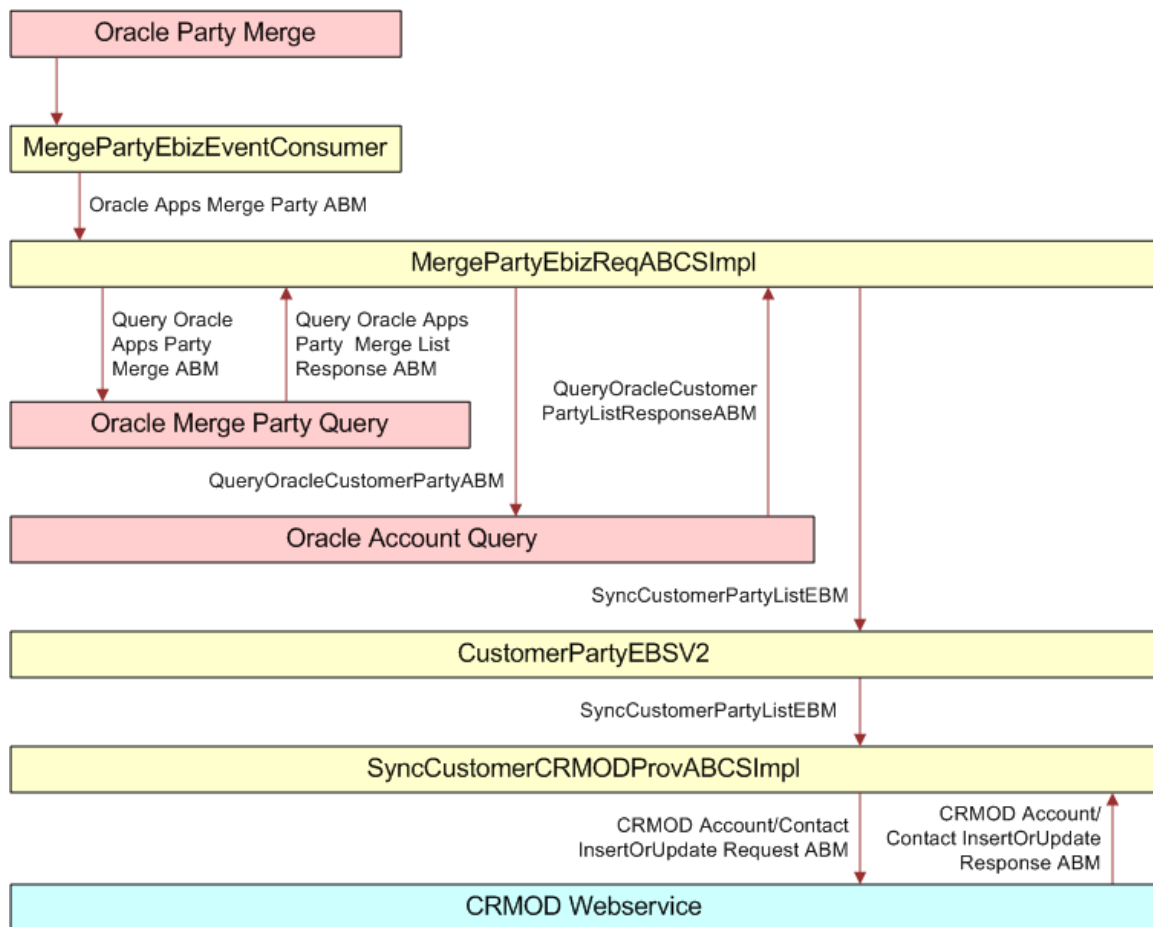 Oracle Party Merge
MergePartyEbizEventConsumer
Oracle Apps Merge Party ABM
MergePartyEbizReqABCSImpl
Query Oracle
Apps Party
Merge ABM
Query Oracle Apps
Party Merge List
Response ABM
QueryOracleCustomer
PartyListResponseABM
Oracle Merge Party Query
QueryOracleCustomerPartyABM
Oracle Account Query
SyncCustomerPartyListEBM
CustomerPartyEBSV2
SyncCustomerPartyListEBM
SyncCustomerCRMODProvABCSImpl
CRMOD Account/Contact
InsertOrUpdate Request ABM
CRMOD Account/
Contact InsertOrUpdate
Response ABM
CRMOD Webservice